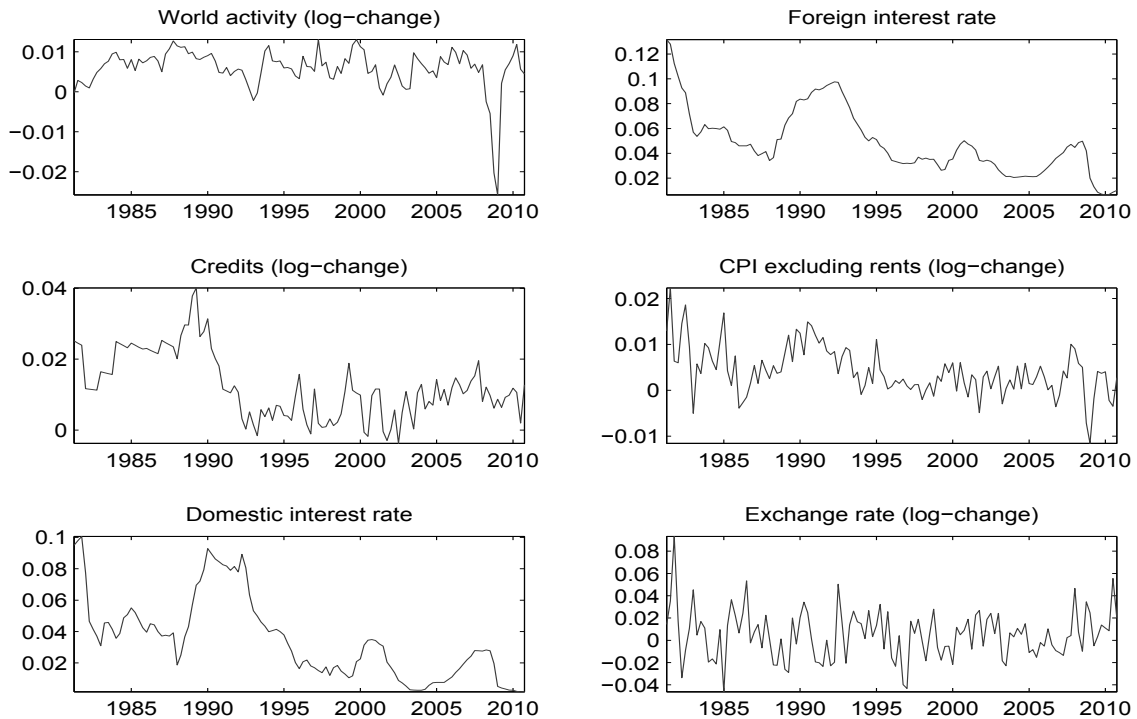 World activity (log−change)
0.01
0
−0.01
−0.02
1985 1990 1995 2000 2005 2010
Foreign interest rate
0.12
0.1
0.08
0.06
0.04
0.02
1985 1990 1995 2000 2005 2010
Credits (log−change)
0.04
0.02
0
1985 1990 1995 2000 2005 2010
CPI excluding rents (log−change)
0.02
0.01
0
−0.01
1985 1990 1995 2000 2005 2010
Domestic interest rate
0.1
0.08
0.06
0.04
0.02
1985 1990 1995 2000 2005 2010
Exchange rate (log−change)
0.08
0.06
0.04
0.02
0
−0.02
−0.04
1985 1990 1995 2000 2005 2010